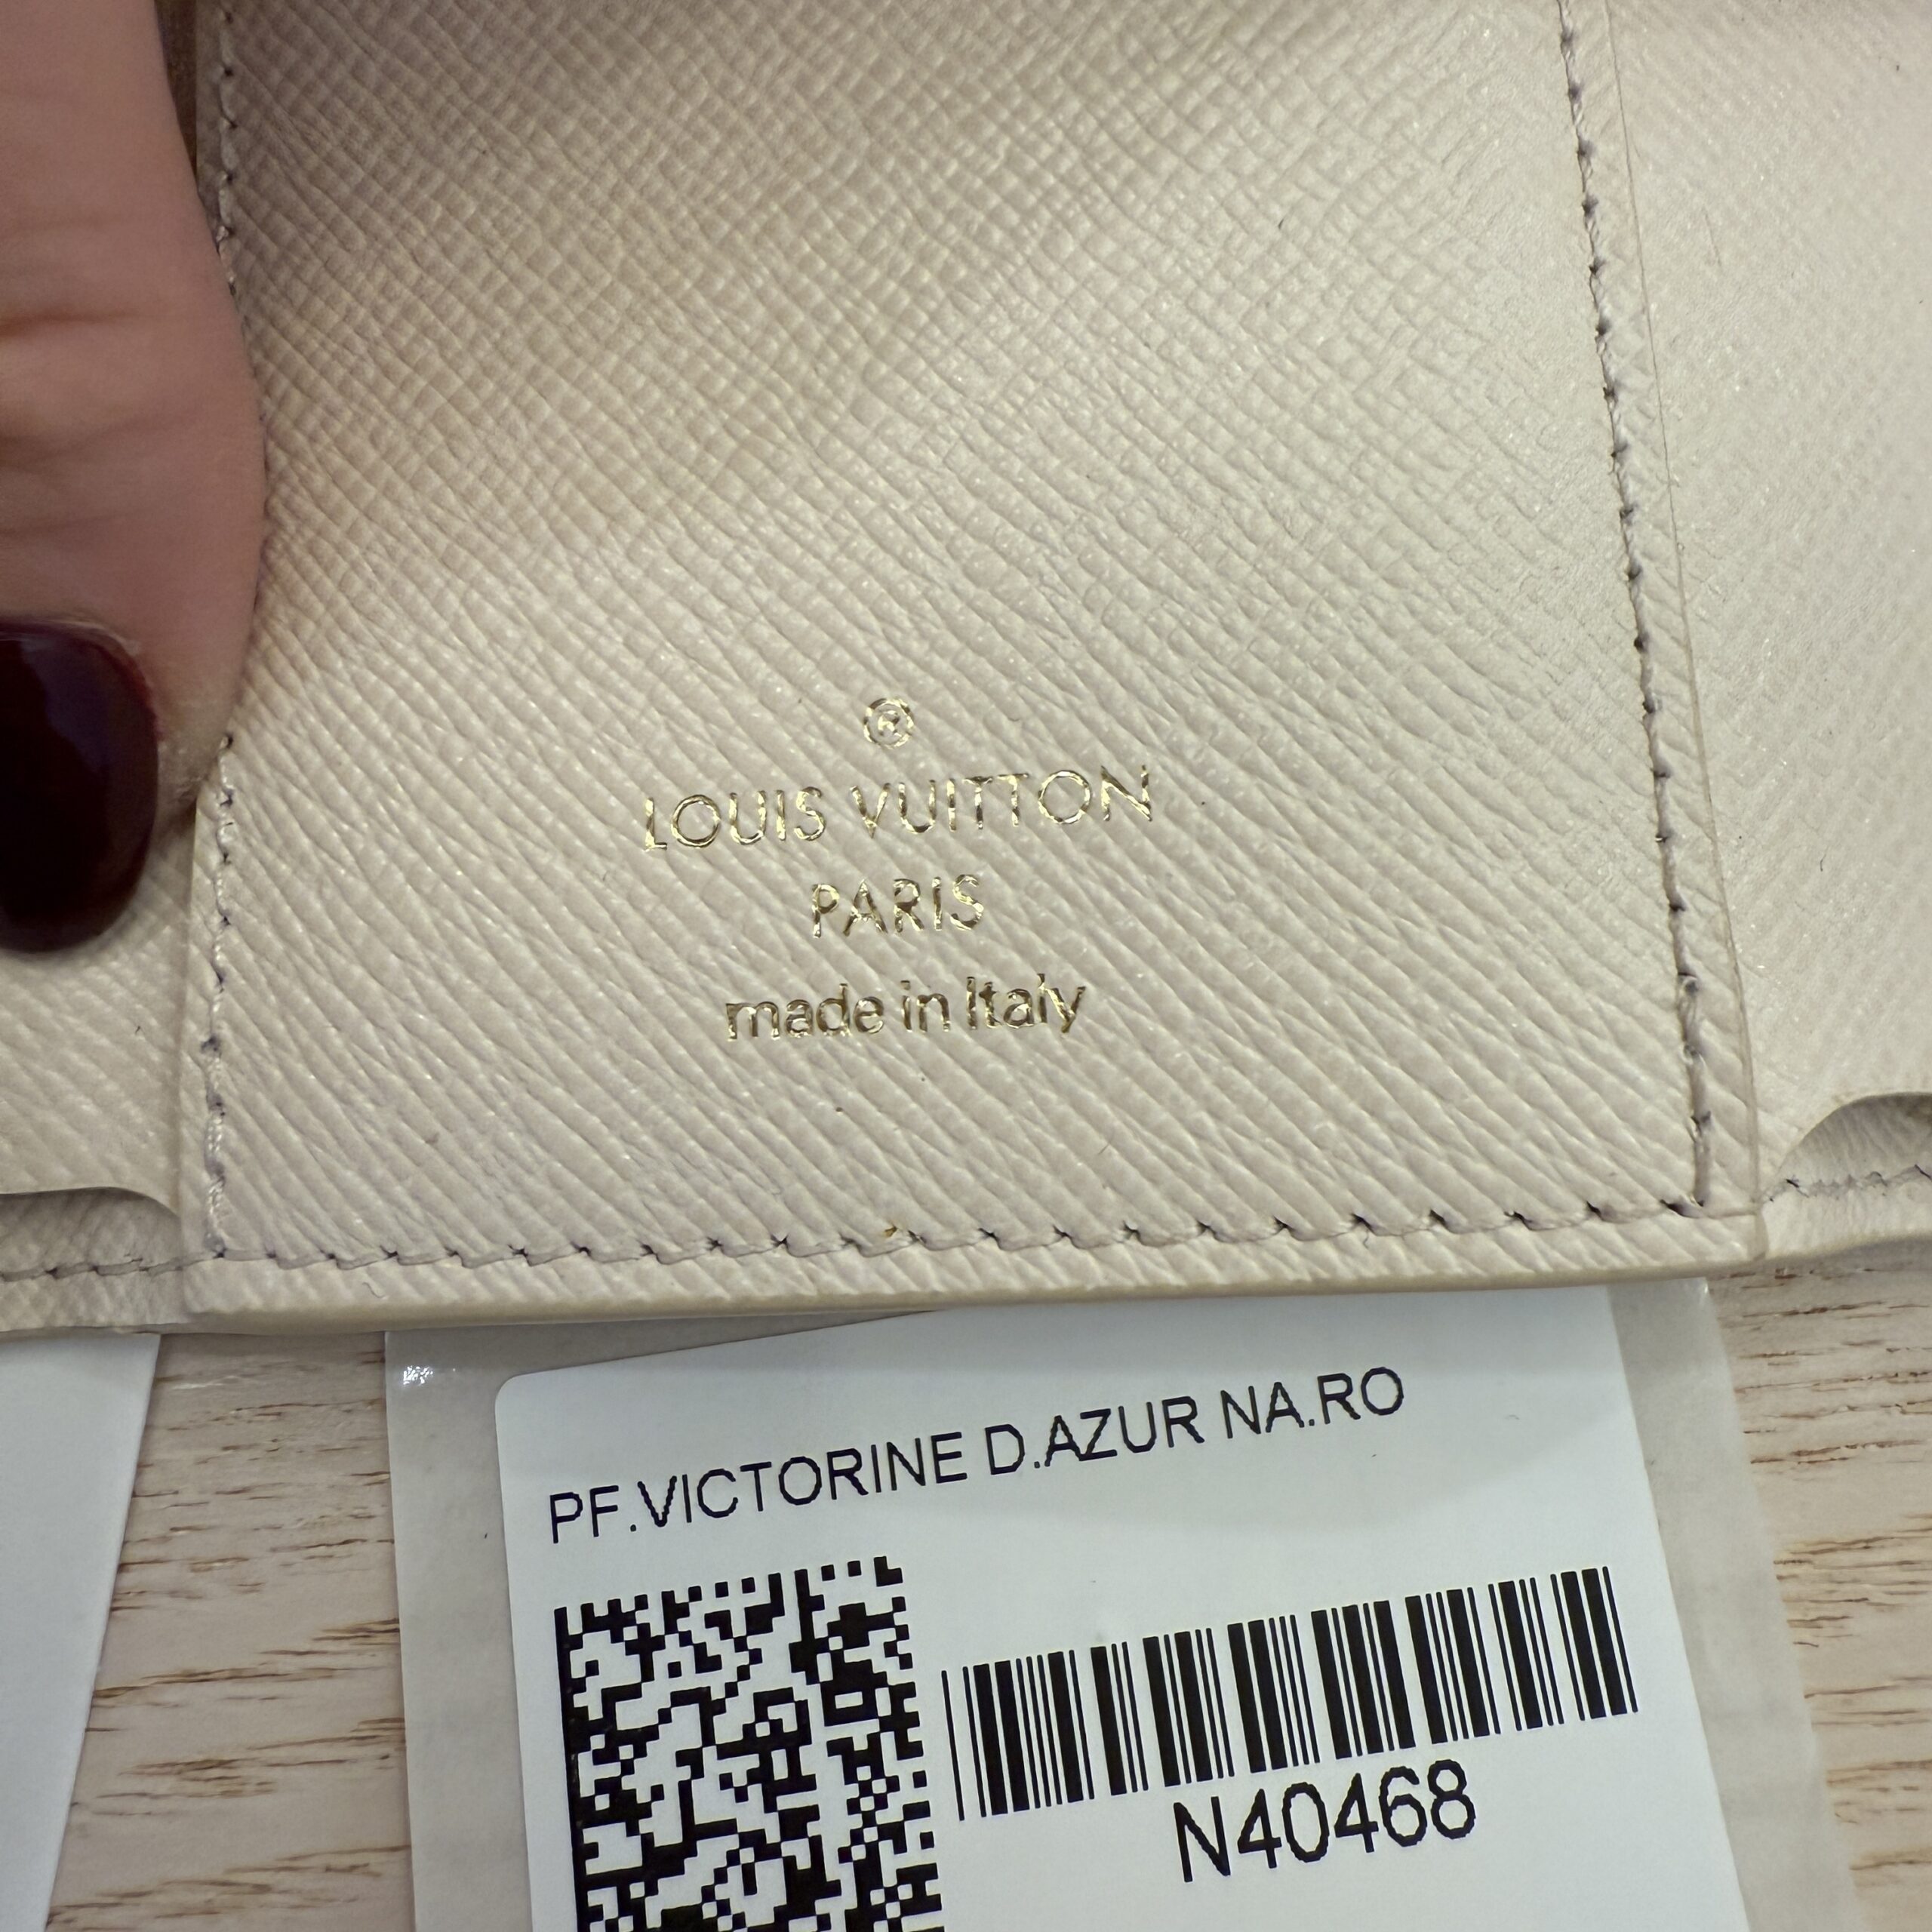 ®
LOUIS VUITTON
PARIS
made in Italy
PF.VICTORINE D.AZUR NA.RO
N40468